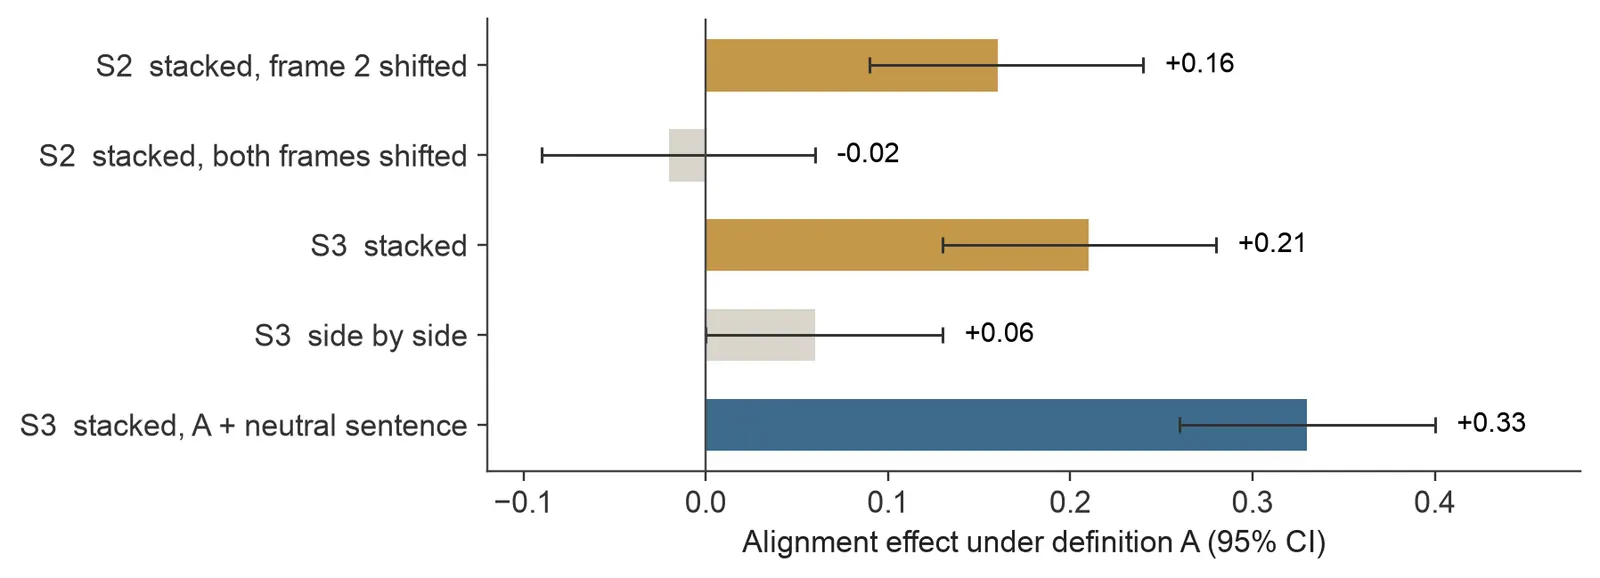 S2  stacked, frame 2 shifted
+0.16
S2  stacked, both frames shifted
-0.02
S3  stacked
+0.21
S3  side by side
+0.06
S3  stacked, A + neutral sentence
+0.33
−0.1 0.0 0.1 0.2 0.3 0.4
Alignment effect under definition A (95% CI)